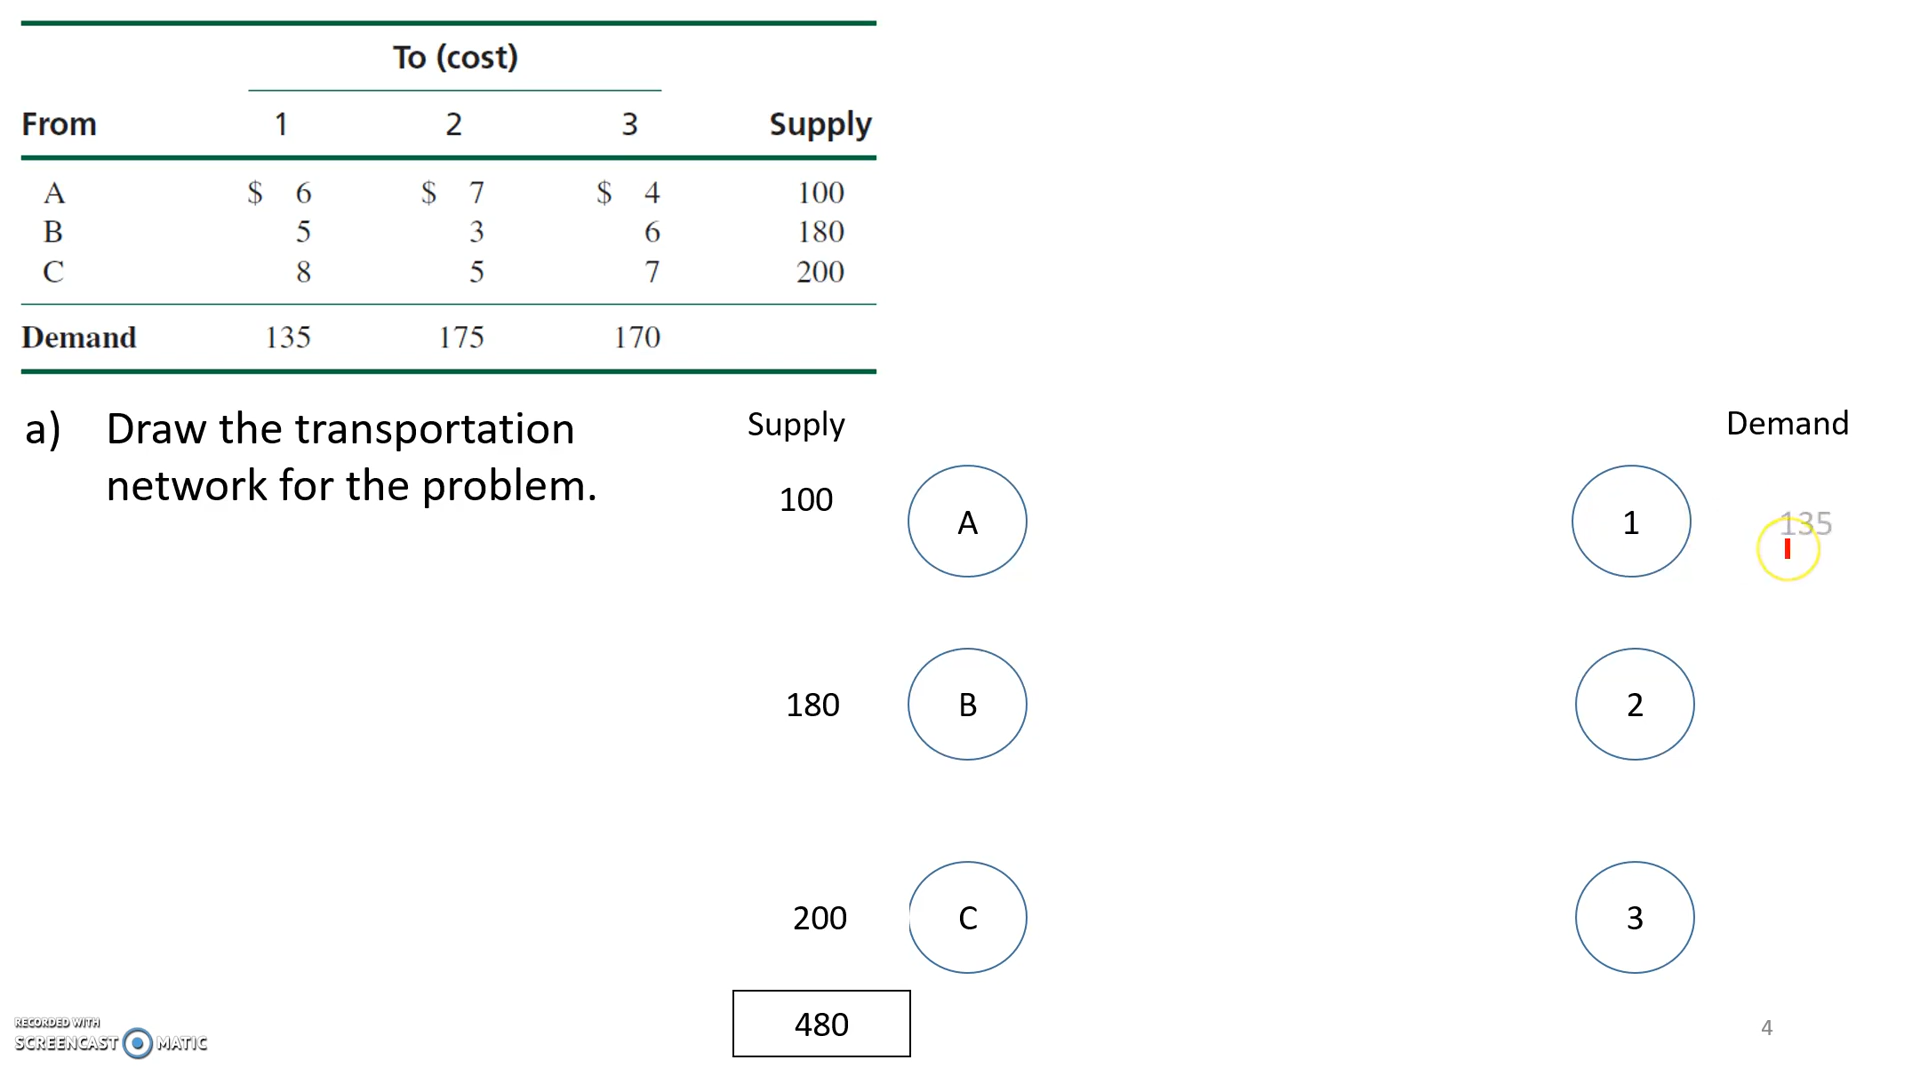 To (cost)
From 1 2 3 Supply
A $ 6 $ 7 $ 4 100
B 5 3 6 180
C 8 5 7 200
Demand 135 175 170
a) Draw the transportation
network for the problem.
Supply Demand
100 A 1 135
180 B 2
200 C 3
480
4
RECORDED WITH
SCREENCAST MATIC